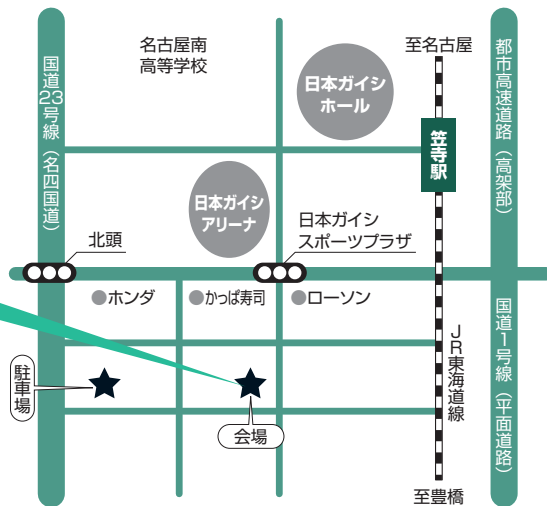 名古屋南
高等学校
至名古屋
日本ガイシ
ホール
国道23号線（名四国道）
都市高速道路（高架部）
笠寺駅
日本ガイシ
アリーナ
日本ガイシ
スポーツプラザ
北頭
ホンダ
かっぱ寿司
ローソン
国道1号線（平面道路）
JR東海道線
駐車場
会場
至豊橋